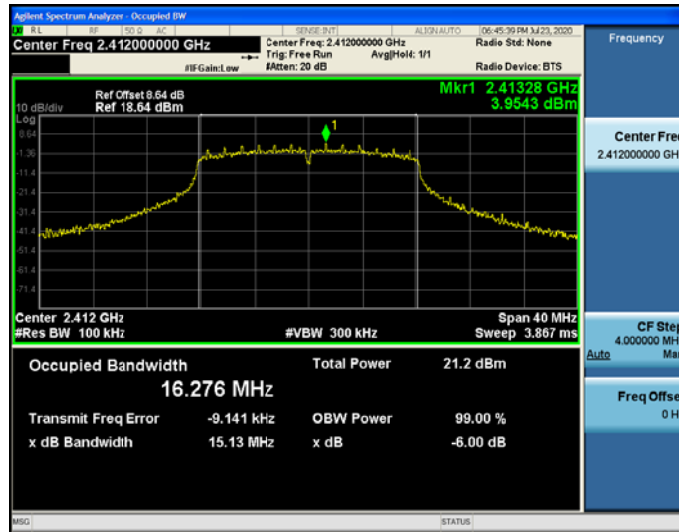 Agilent Spectrum Analyzer - Occupied BW
RL RF 50 Ω AC SENSE:INT ALIGN AUTO 06:45:39 PM Jul 23, 2020
Center Freq 2.412000000 GHz Center Freq: 2.412000000 GHz Radio Std: None
Trig: Free Run Avg|Hold: 1/1
#IFGain:Low #Atten: 20 dB Radio Device: BTS
Frequency
Ref Offset 8.64 dB Mkr1 2.41328 GHz
10 dB/div Ref 18.64 dBm 3.9543 dBm
Log
8.64
1
-1.36
-11.4
-21.4
-31.4
-41.4
-51.4
-61.4
-71.4
Center Freq
2.412000000 GH
Center 2.412 GHz Span 40 MHz
#Res BW 100 kHz #VBW 300 kHz Sweep 3.867 ms
CF Step
4.000000 MH
Auto Ma
Occupied Bandwidth Total Power 21.2 dBm
16.276 MHz
Transmit Freq Error -9.141 kHz OBW Power 99.00 %
x dB Bandwidth 15.13 MHz x dB -6.00 dB
Freq Offse
0 H
MSG STATUS